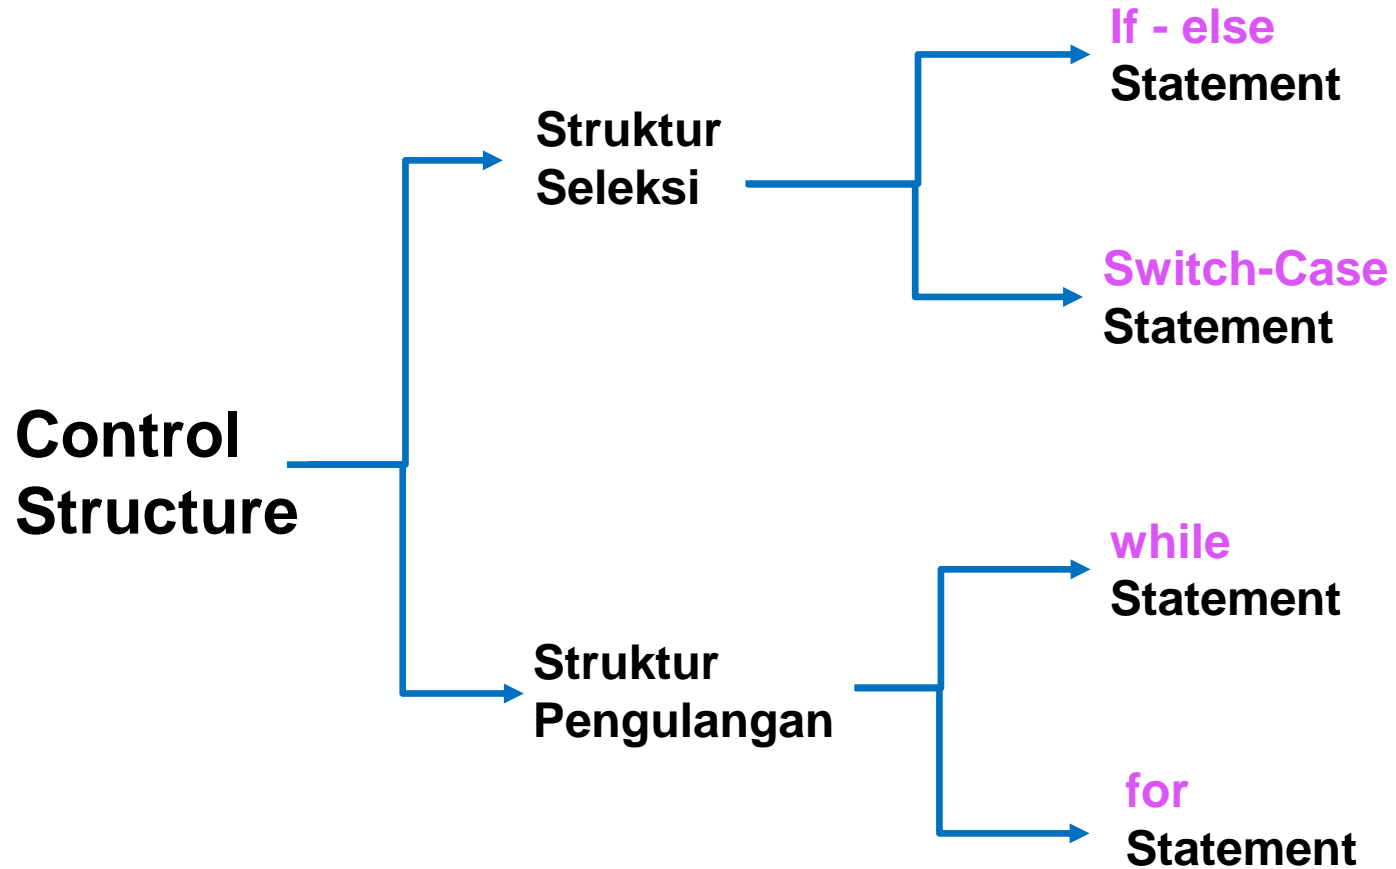 If - else
Statement
Struktur
Seleksi
Switch-Case
Statement
Control
Structure
while
Statement
Struktur
Pengulangan
for
Statement